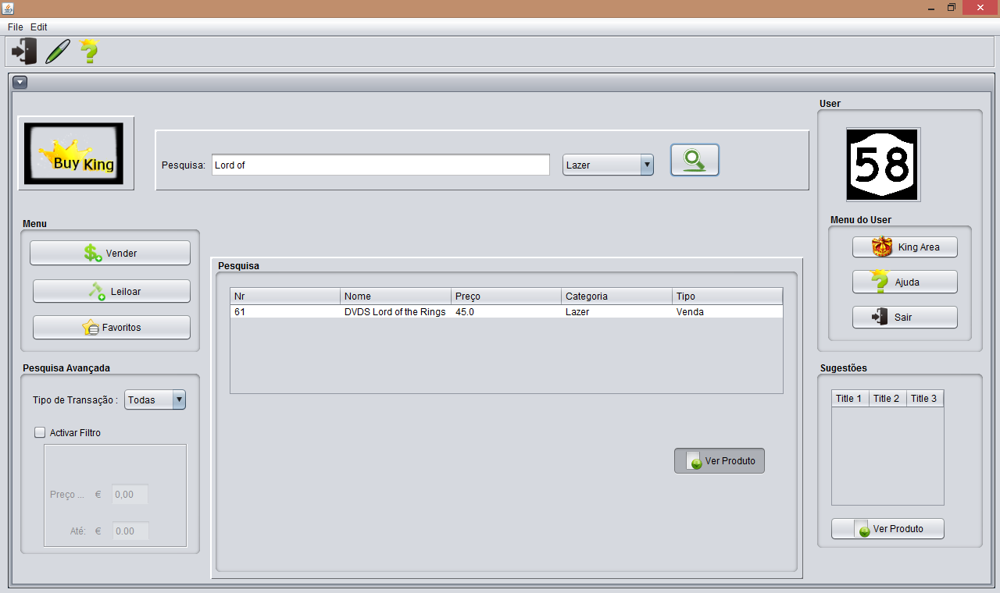 File Edit
Buy King
Pesquisa: Lord of Lazer
User
58
Menu do User
King Area
Ajuda
Sair
Menu
Vender
Leiloar
Favoritos
Pesquisa
Nr Nome Preço Categoria Tipo
61 DVDS Lord of the Rings 45.0 Lazer Venda
Ver Produto
Pesquisa Avançada
Tipo de Transação : Todas
Activar Filtro
Preço ... € 0,00
Até: € 0.00
Sugestões
Title 1 Title 2 Title 3
Ver Produto